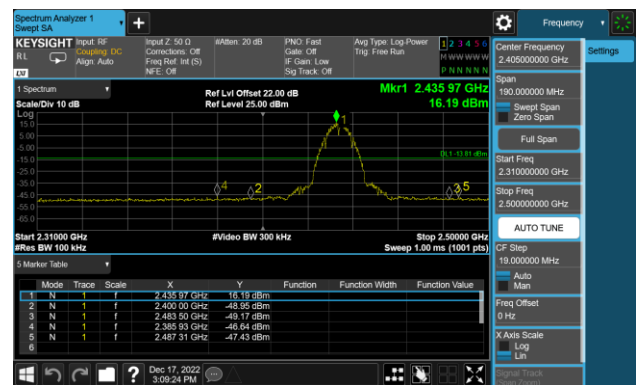 Spectrum Analyzer 1
Swept SA
Frequency
KEYSIGHT
RL
LXI
Input: RF
Coupling: DC
Align: Auto
Input Z: 50 Ω
Corrections: Off
Freq Ref: Int (S)
NFE: Off
#Atten: 20 dB
PNO: Fast
Gate: Off
IF Gain: Low
Sig Track: Off
Avg Type: Log-Power
Trig: Free Run
1 2 3 4 5 6
M W W W W W
P N N N N N
Center Frequency
2.405000000 GHz
Settings
Span
190.000000 MHz
Swept Span
Zero Span
Full Span
Start Freq
2.310000000 GHz
Stop Freq
2.500000000 GHz
AUTO TUNE
CF Step
19.000000 MHz
Auto
Man
Freq Offset
0 Hz
X Axis Scale
Log
Lin
Signal Track
1 Spectrum
Scale/Div 10 dB
Ref Lvl Offset 22.00 dB
Ref Level 25.00 dBm
Mkr1 2.435 97 GHz
16.19 dBm
Log
15.0
5.00
-5.00
-15.0
-25.0
-35.0
-45.0
-55.0
-65.0
1
DL1 -13.81 dBm
4
2
3
5
Start 2.31000 GHz
#Res BW 100 kHz
#Video BW 300 kHz
Stop 2.50000 GHz
Sweep 1.00 ms (1001 pts)
5 Marker Table
Mode Trace Scale X Y Function Function Width Function Value
1 N 1 f 2.435 97 GHz 16.19 dBm
2 N 1 f 2.400 00 GHz -48.95 dBm
3 N 1 f 2.483 50 GHz -49.17 dBm
4 N 1 f 2.385 93 GHz -46.64 dBm
5 N 1 f 2.487 31 GHz -47.43 dBm
6
?
Dec 17, 2022
3:09:24 PM